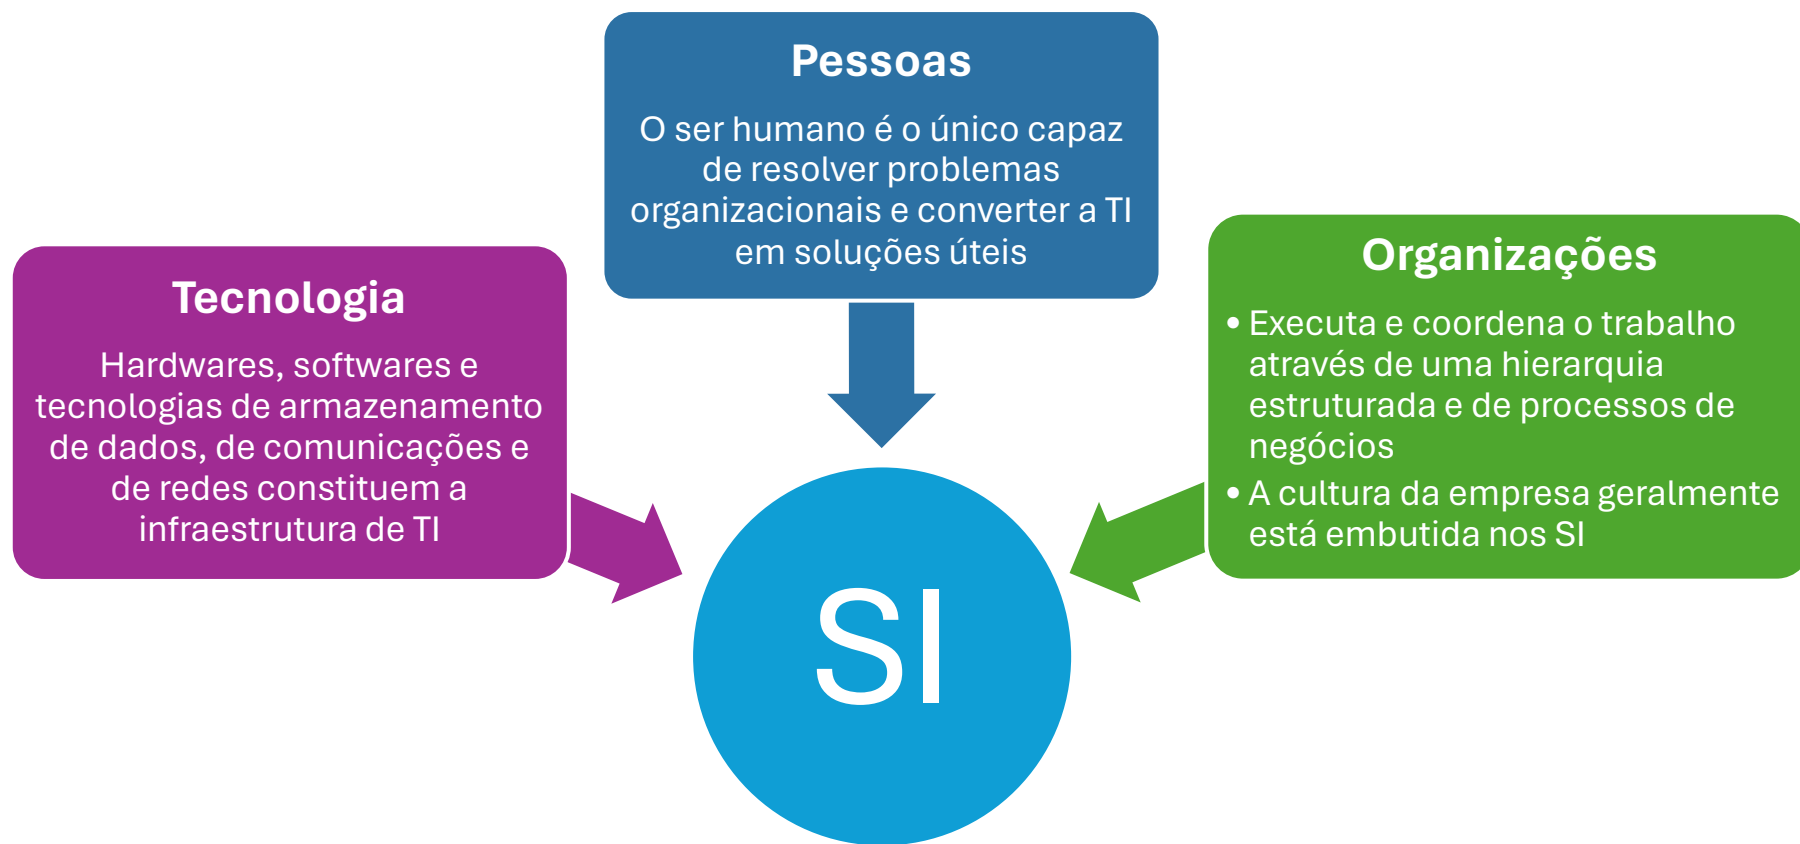 Pessoas
O ser humano é o único capaz
de resolver problemas
organizacionais e converter a TI
em soluções úteis
Tecnologia
Hardwares, softwares e
tecnologias de armazenamento
de dados, de comunicações e
de redes constituem a
infraestrutura de TI
Organizações
• Executa e coordena o trabalho
através de uma hierarquia
estruturada e de processos de
negócios
• A cultura da empresa geralmente
está embutida nos SI
SI